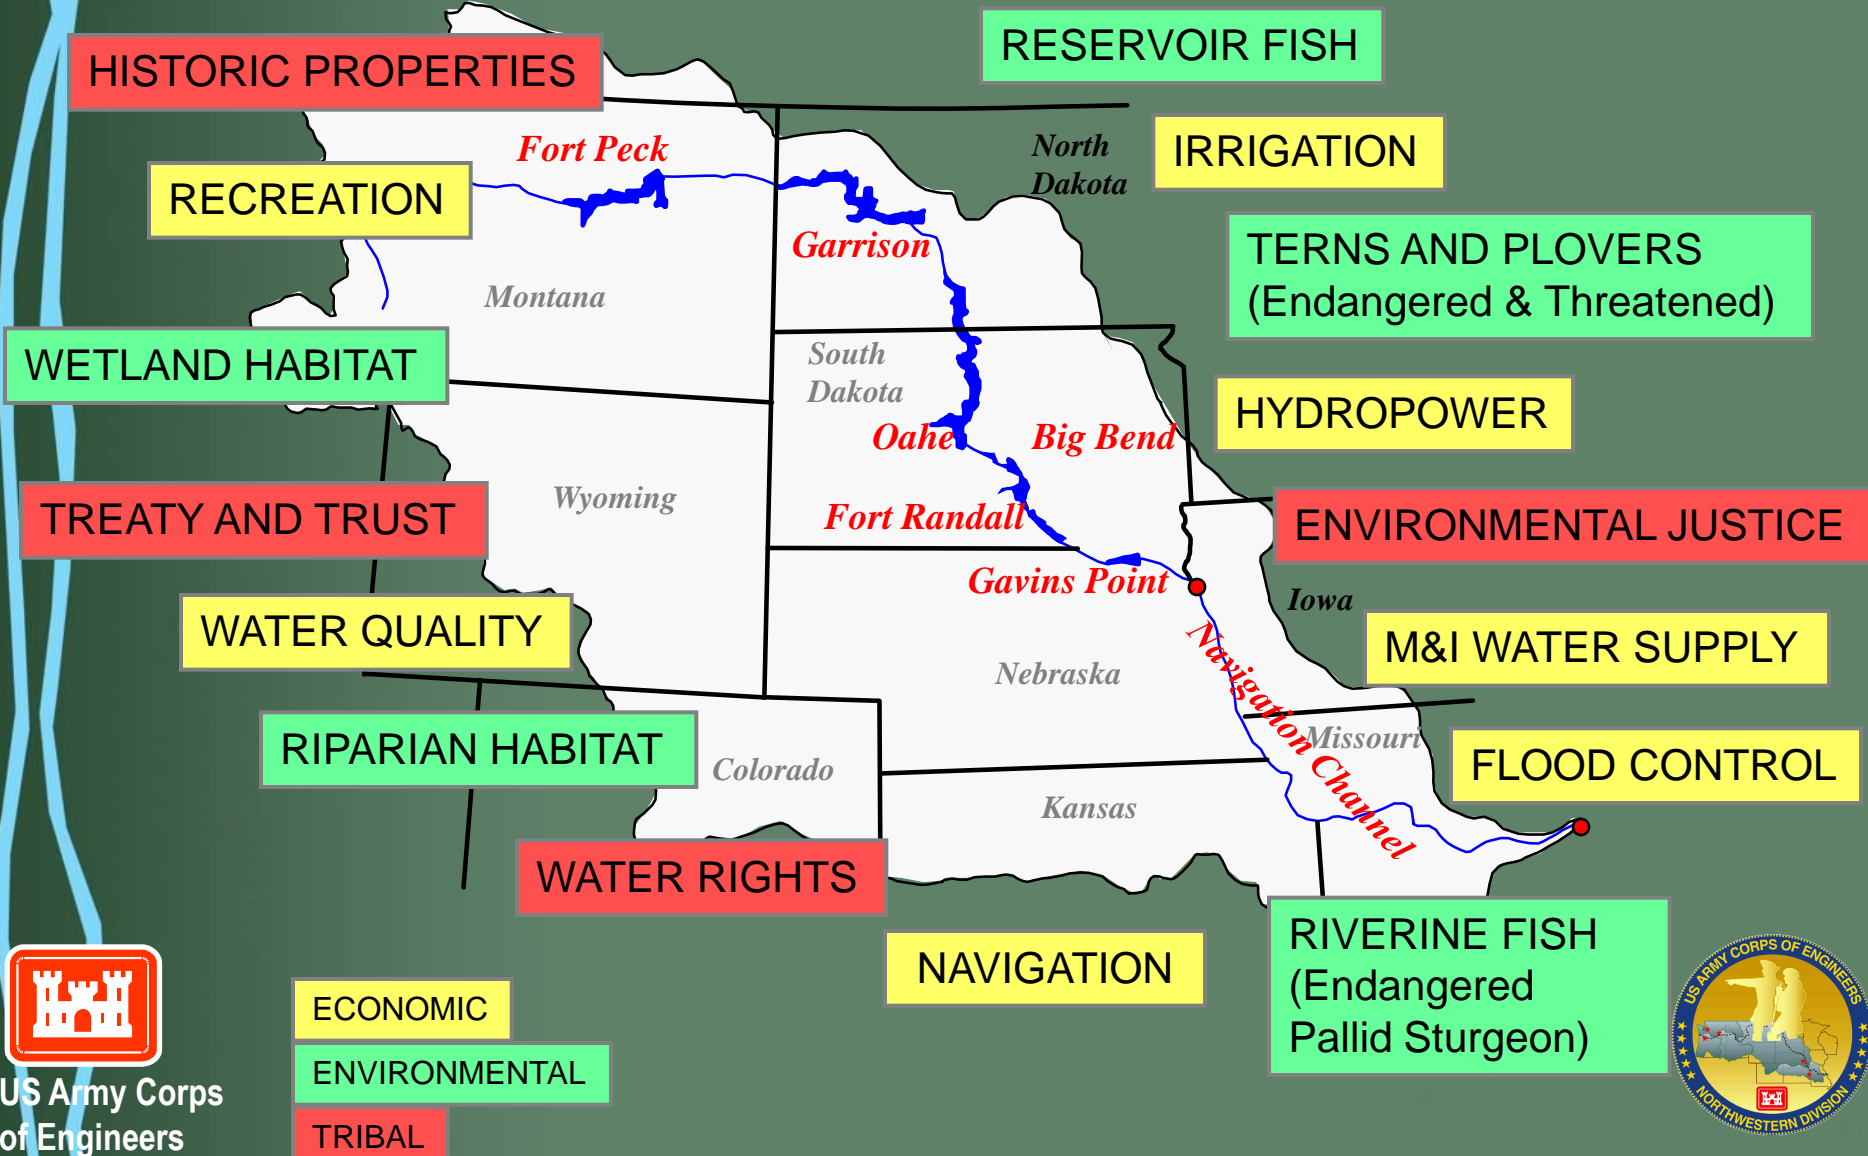 RESERVOIR FISH
HISTORIC PROPERTIES
IRRIGATION
Fort Peck
North
Dakota
RECREATION
Garrison
TERNS AND PLOVERS
(Endangered & Threatened)
Montana
WETLAND HABITAT
South
Dakota
HYDROPOWER
Oahe
Big Bend
Wyoming
TREATY AND TRUST
Fort Randall
ENVIRONMENTAL JUSTICE
Gavins Point
Iowa
WATER QUALITY
M&I WATER SUPPLY
Nebraska
Navigation Channel
RIPARIAN HABITAT
Colorado
Missouri
FLOOD CONTROL
Kansas
WATER RIGHTS
NAVIGATION
RIVERINE FISH
(Endangered
Pallid Sturgeon)
ECONOMIC
ENVIRONMENTAL
TRIBAL
US Army Corps
of Engineers
US ARMY CORPS OF ENGINEERS
NORTHWESTERN DIVISION